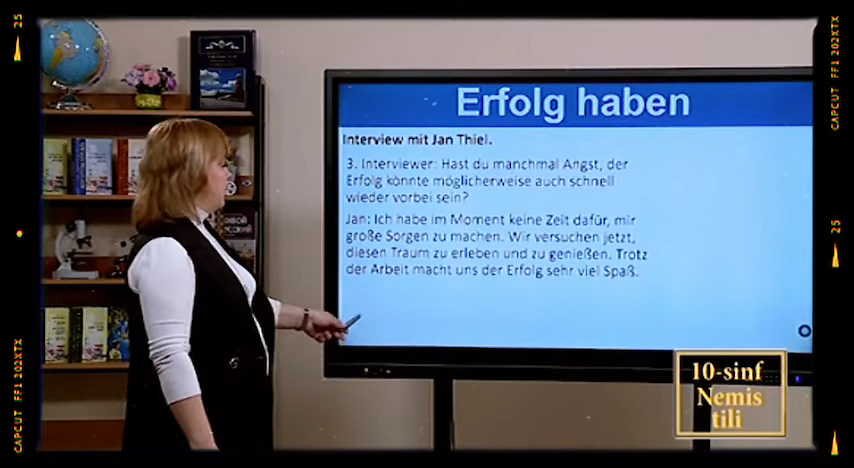 Erfolg haben
Interview mit Jan Thiel.
3. Interviewer: Hast du manchmal Angst, der
Erfolg könnte möglicherweise auch schnell
wieder vorbei sein?
Jan: Ich habe im Moment keine Zeit dafür, mir
große Sorgen zu machen. Wir versuchen jetzt,
diesen Traum zu erleben und zu genießen. Trotz
der Arbeit macht uns der Erfolg sehr viel Spaß.
10-sinf
Nemis
tili
25
CAPCUT FF1 202XTX
CAPCUT FF1 202XTX
25